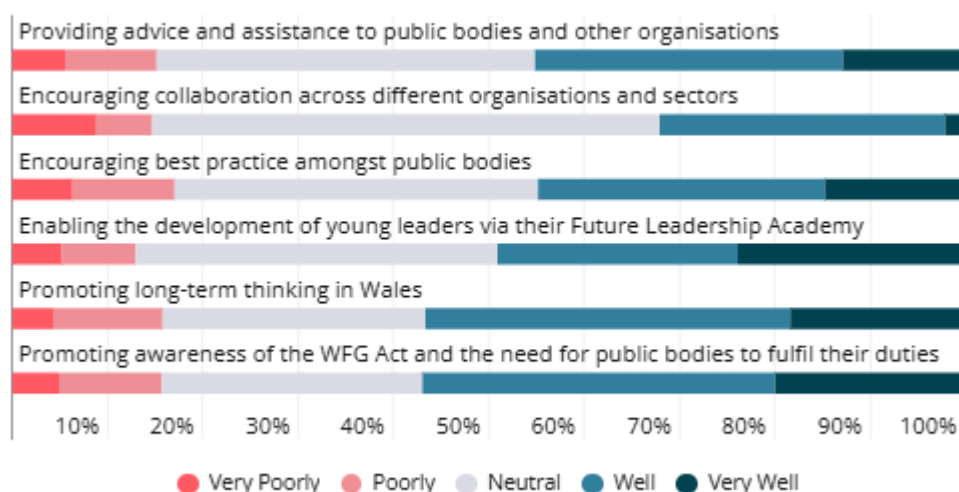 Providing advice and assistance to public bodies and other organisations
Encouraging collaboration across different organisations and sectors
Encouraging best practice amongst public bodies
Enabling the development of young leaders via their Future Leadership Academy
Promoting long-term thinking in Wales
Promoting awareness of the WFG Act and the need for public bodies to fulfil their duties
10% 20% 30% 40% 50% 60% 70% 80% 90% 100%
Very Poorly Poorly Neutral Well Very Well